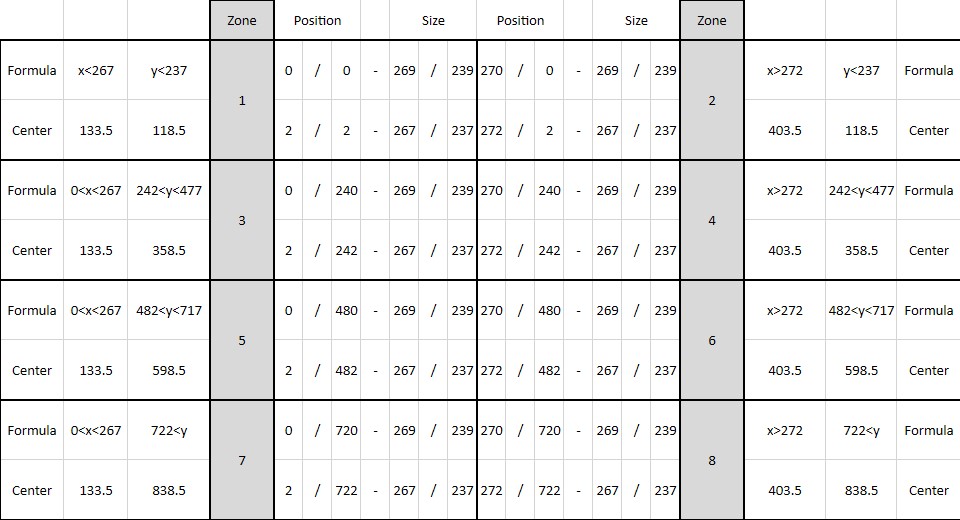 Zone Position Size Position Size Zone
Formula x<267 y<237 0 / 0 - 269 / 239 270 / 0 - 269 / 239 x>272 y<237 Formula
1 2
Center 133.5 118.5 2 / 2 - 267 / 237 272 / 2 - 267 / 237 403.5 118.5 Center
Formula 0<x<267 242<y<477 0 / 240 - 269 / 239 270 / 240 - 269 / 239 x>272 242<y<477 Formula
3 4
Center 133.5 358.5 2 / 242 - 267 / 237 272 / 242 - 267 / 237 403.5 358.5 Center
Formula 0<x<267 482<y<717 0 / 480 - 269 / 239 270 / 480 - 269 / 239 x>272 482<y<717 Formula
5 6
Center 133.5 598.5 2 / 482 - 267 / 237 272 / 482 - 267 / 237 403.5 598.5 Center
Formula 0<x<267 722<y 0 / 720 - 269 / 239 270 / 720 - 269 / 239 x>272 722<y Formula
7 8
Center 133.5 838.5 2 / 722 - 267 / 237 272 / 722 - 267 / 237 403.5 838.5 Center